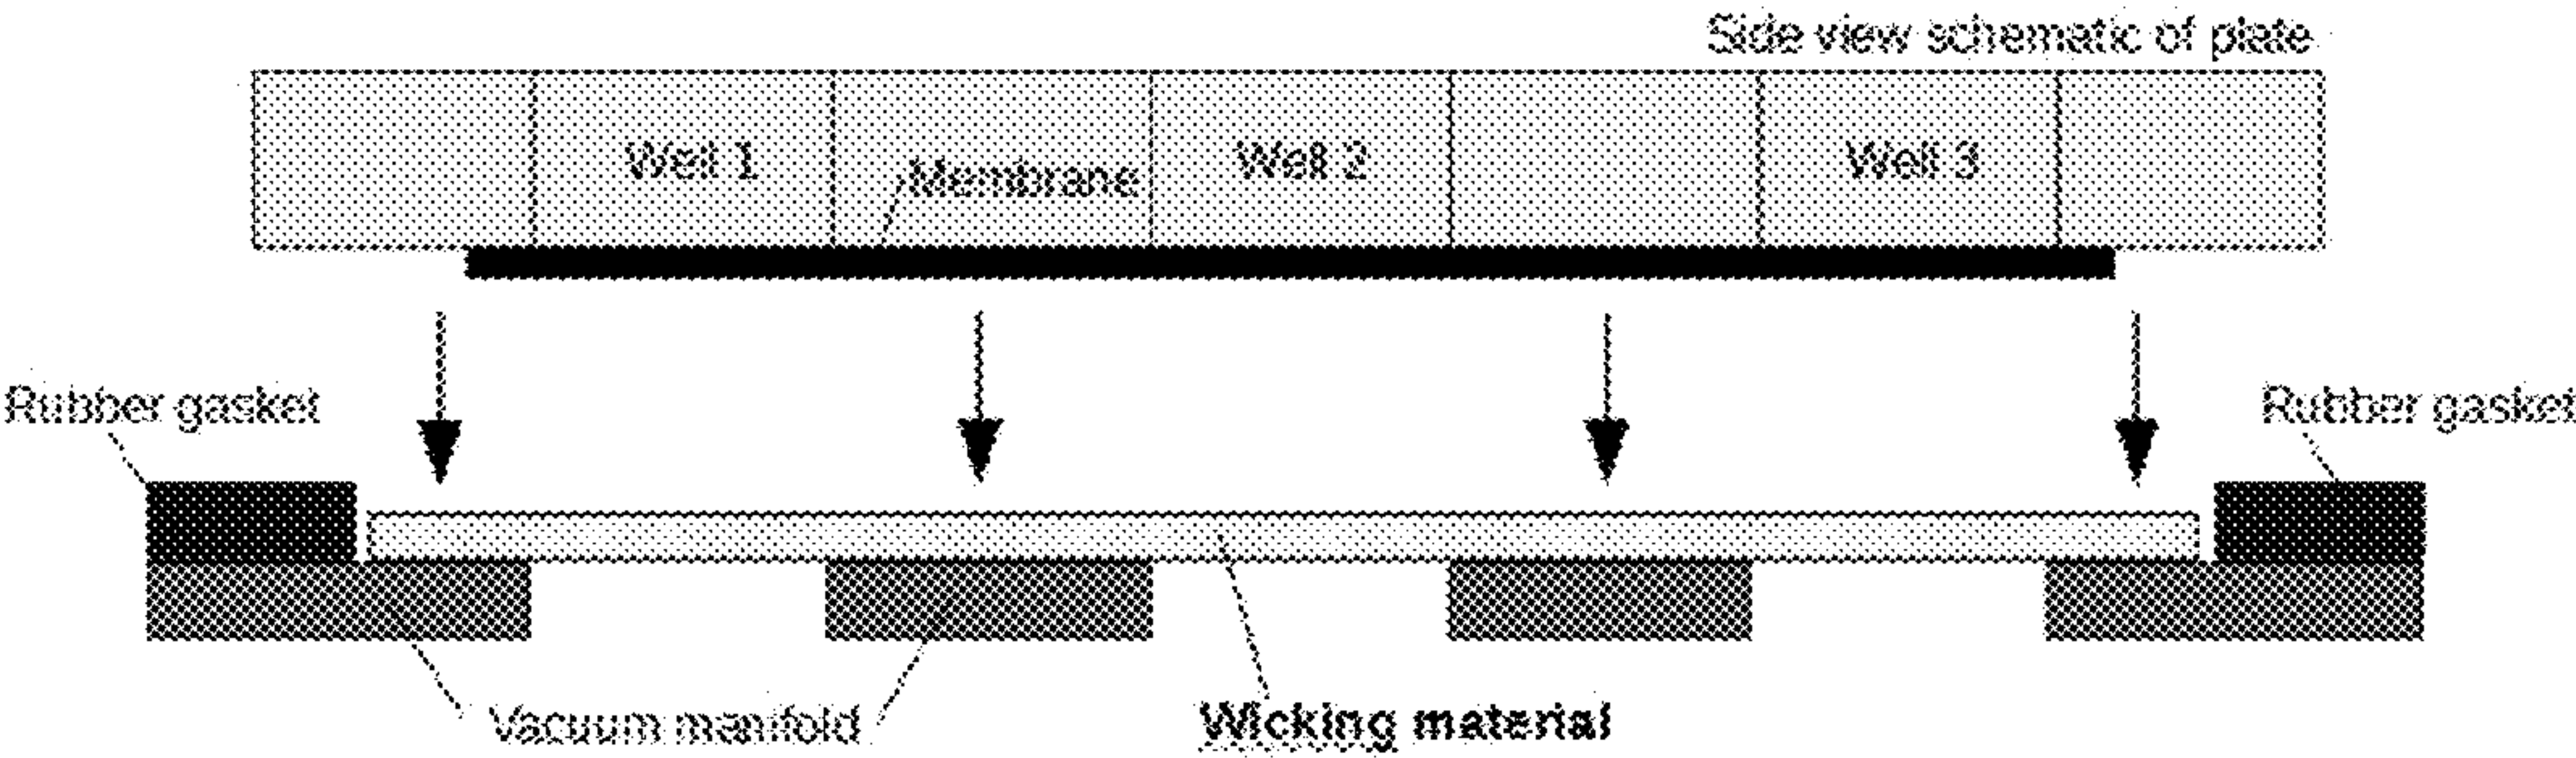 Side view schematic of plate
Well 1
Membrane
Well 2
Well 3
Rubber gasket
Rubber gasket
Vacuum manifold
Wicking material